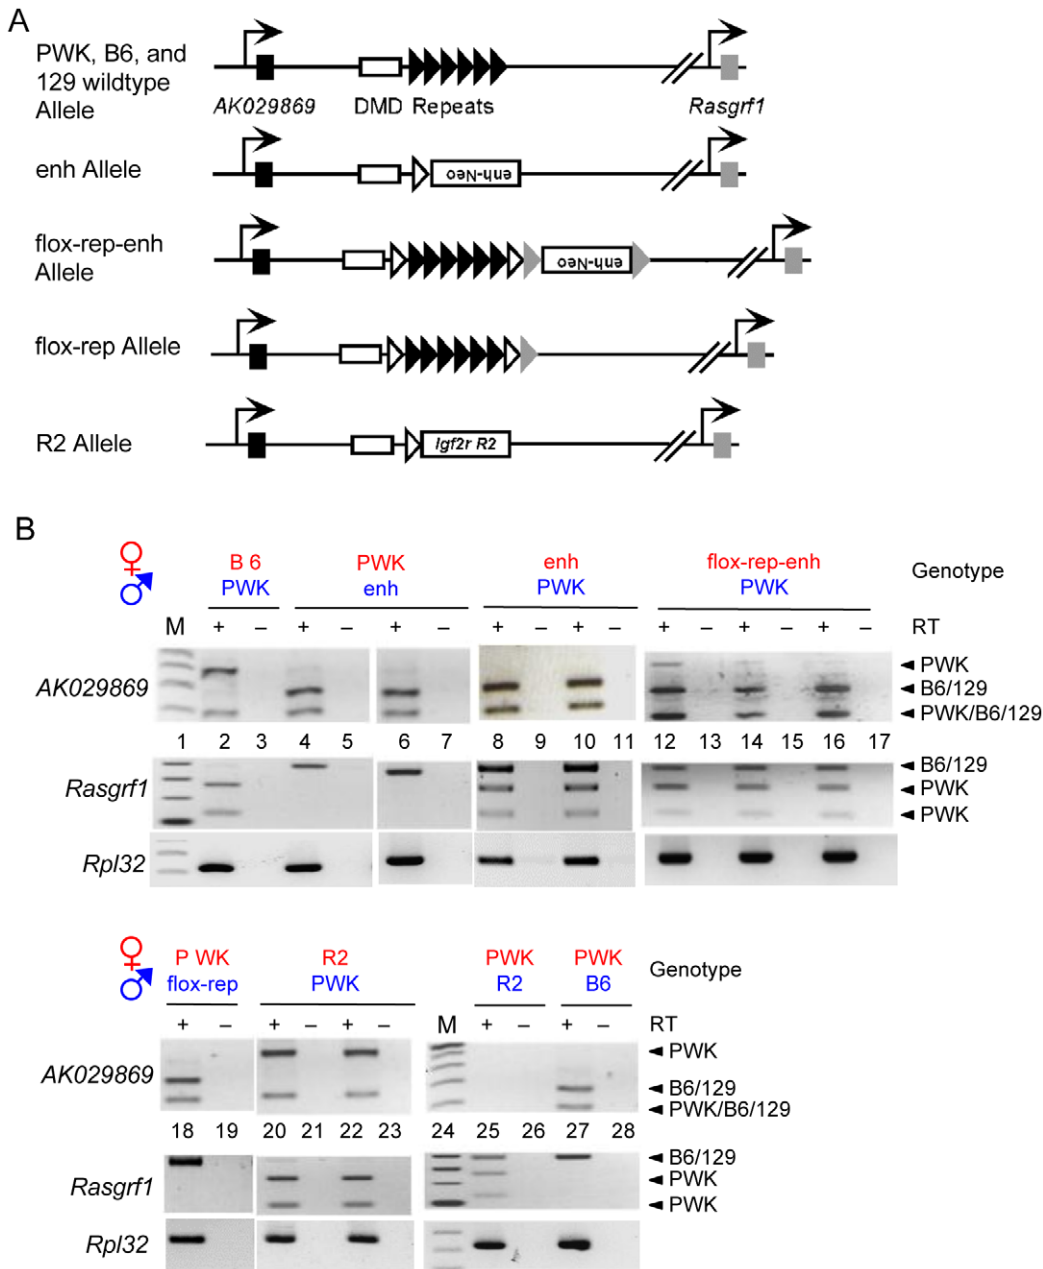 A
PWK, B6, and
129 wildtype
Allele
AK029869
DMD Repeats
Rasgrf1
enh Allele
enh-Neo
flox-rep-enh
Allele
enh-Neo
flox-rep Allele
R2 Allele
Igf2r R2
B
♀ B 6 PWK enh flox-rep-enh
♂ PWK enh PWK PWK Genotype
M + – + – + – + – + – + – + – + – RT
AK029869
PWK
B6/129
PWK/B6/129
1 2 3 4 5 6 7 8 9 10 11 12 13 14 15 16 17
Rasgrf1
B6/129
PWK
PWK
Rpl32
♀ P WK R2 PWK PWK
♂ flox-rep PWK R2 B6 Genotype
+ – + – + – M + – + – RT
AK029869
PWK
B6/129
PWK/B6/129
18 19 20 21 22 23 24 25 26 27 28
Rasgrf1
B6/129
PWK
PWK
Rpl32